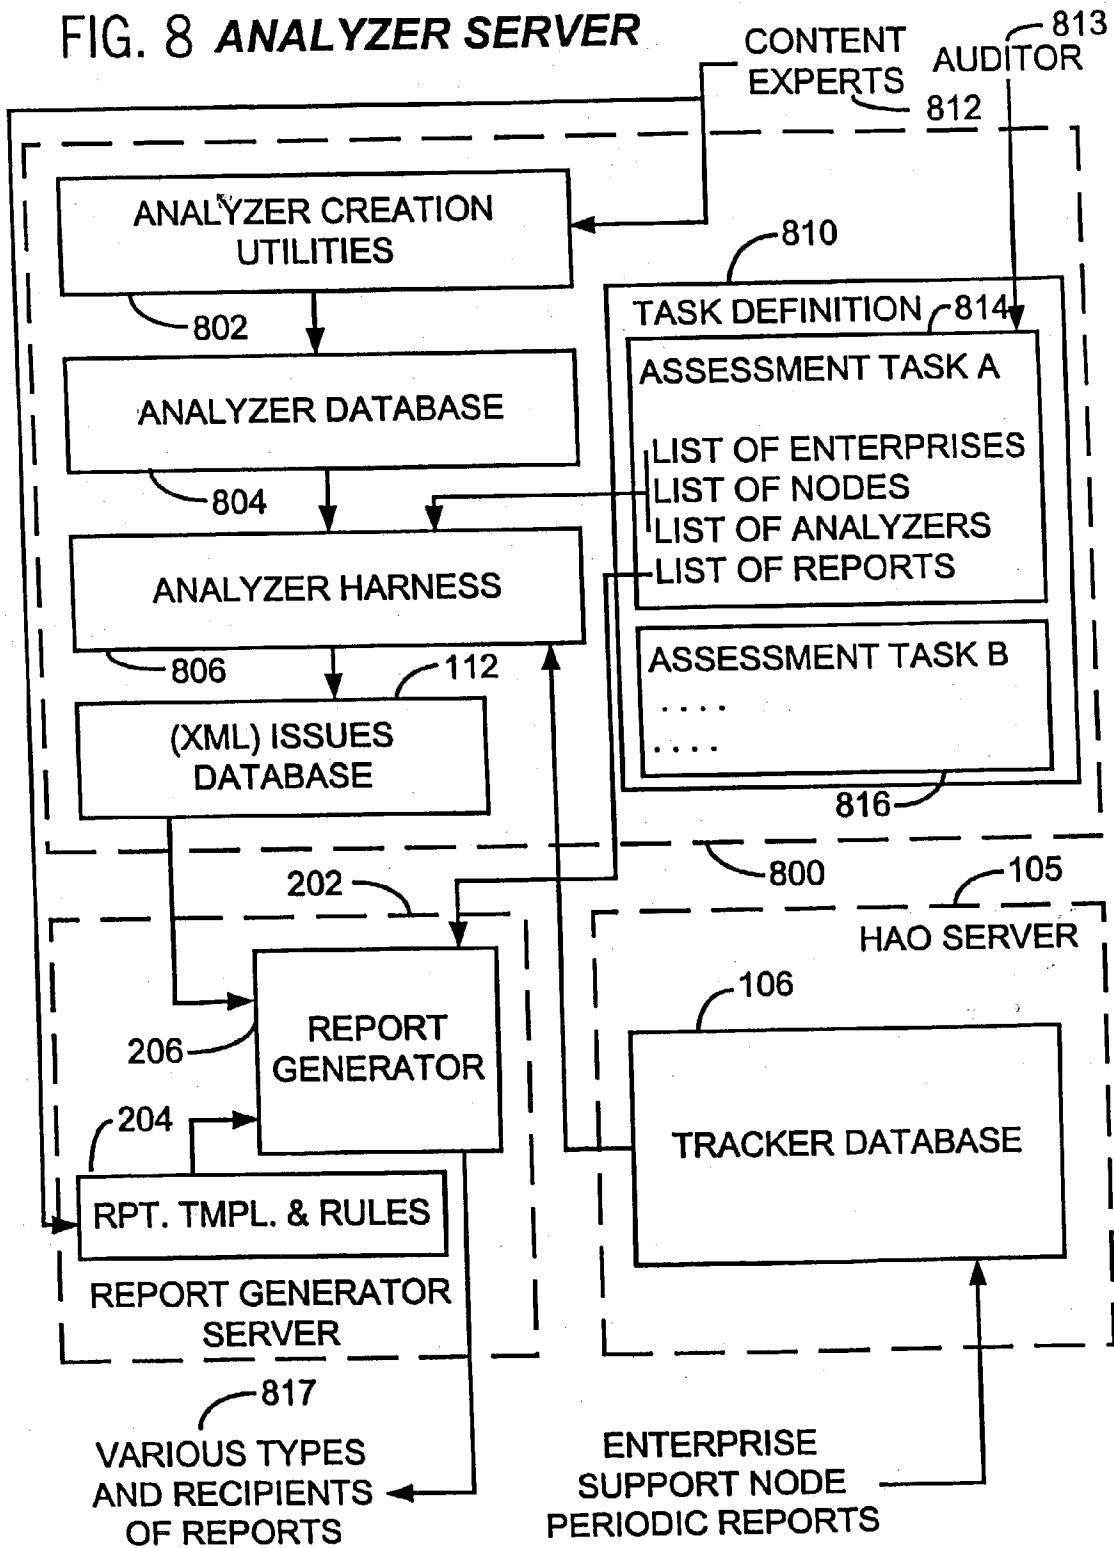 FIG. 8 ANALYZER SERVER
813
CONTENT
EXPERTS
AUDITOR
812
ANALYZER CREATION
UTILITIES
810
802
TASK DEFINITION
814
ASSESSMENT TASK A
ANALYZER DATABASE
LIST OF ENTERPRISES
804
LIST OF NODES
LIST OF ANALYZERS
LIST OF REPORTS
ANALYZER HARNESS
806
112
ASSESSMENT TASK B
. . . .
. . . .
(XML) ISSUES
DATABASE
816
800
202
105
HAO SERVER
106
REPORT
GENERATOR
206
204
TRACKER DATABASE
RPT. TMPL. & RULES
REPORT GENERATOR
SERVER
817
VARIOUS TYPES
AND RECIPIENTS
OF REPORTS
ENTERPRISE
SUPPORT NODE
PERIODIC REPORTS